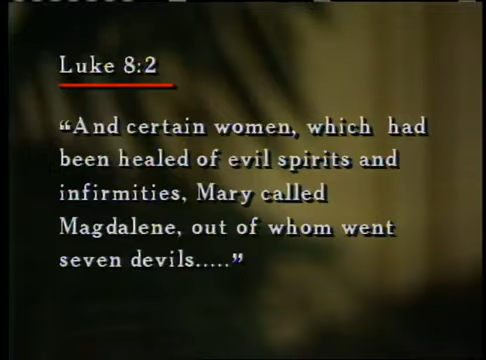 Luke 8:2
“And certain women, which had
been healed of evil spirits and
infirmities, Mary called
Magdalene, out of whom went
seven devils.....”